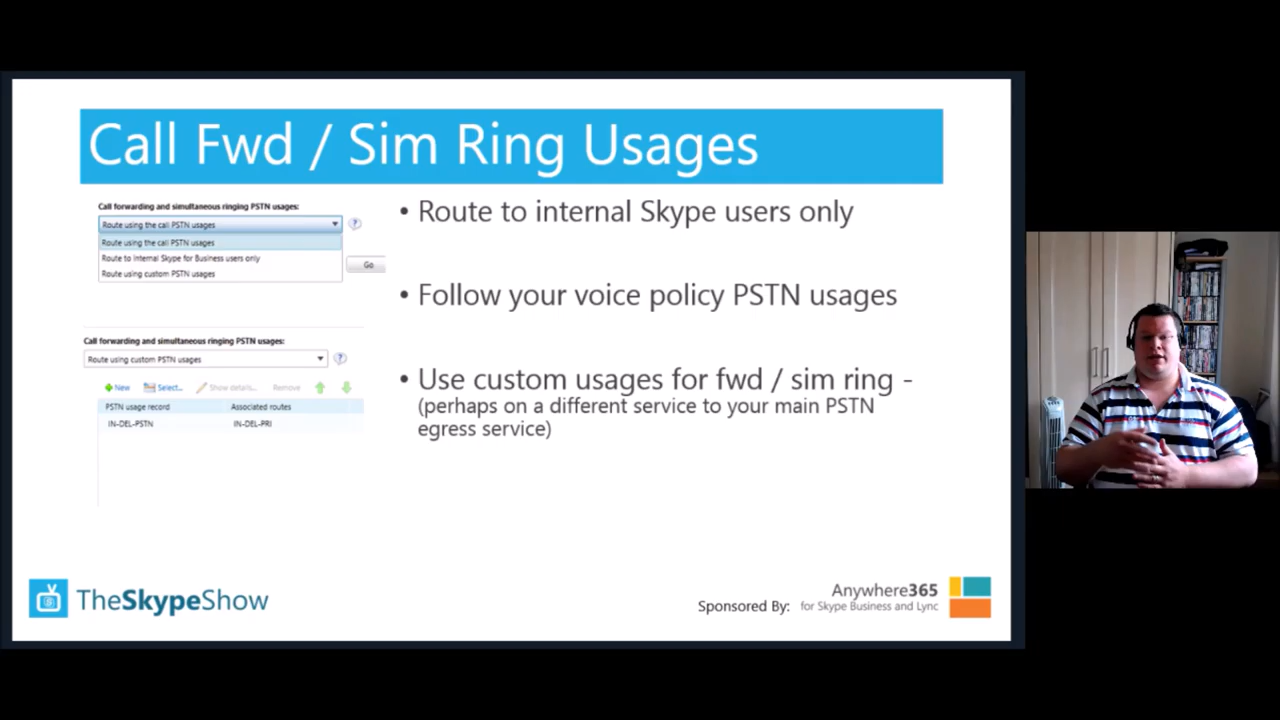 Call Fwd / Sim Ring Usages
Call forwarding and simultaneous ringing PSTN usages:
Route using the call PSTN usages
Route using the call PSTN usages
Route to internal Skype for Business users only
Route using custom PSTN usages
Go
Call forwarding and simultaneous ringing PSTN usages:
Route using custom PSTN usages
New Select... Show details... Remove
PSTN usage record Associated routes
IN-DEL-PSTN IN-DEL-PRI
• Route to internal Skype users only
• Follow your voice policy PSTN usages
• Use custom usages for fwd / sim ring -
(perhaps on a different service to your main PSTN
egress service)
TheSkypeShow
Sponsored By:
Anywhere365
for Skype Business and Lync